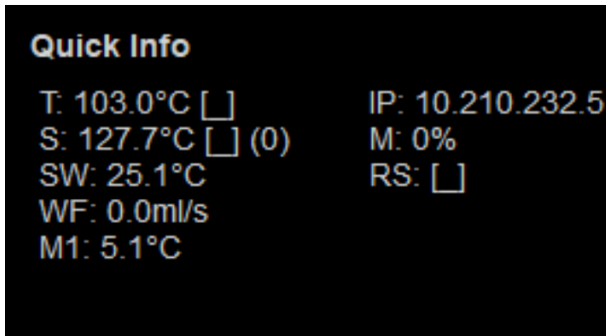 Quick Info
T: 103.0°C [_]
S: 127.7°C [_] (0)
SW: 25.1°C
WF: 0.0ml/s
M1: 5.1°C
IP: 10.210.232.5
M: 0%
RS: [_]